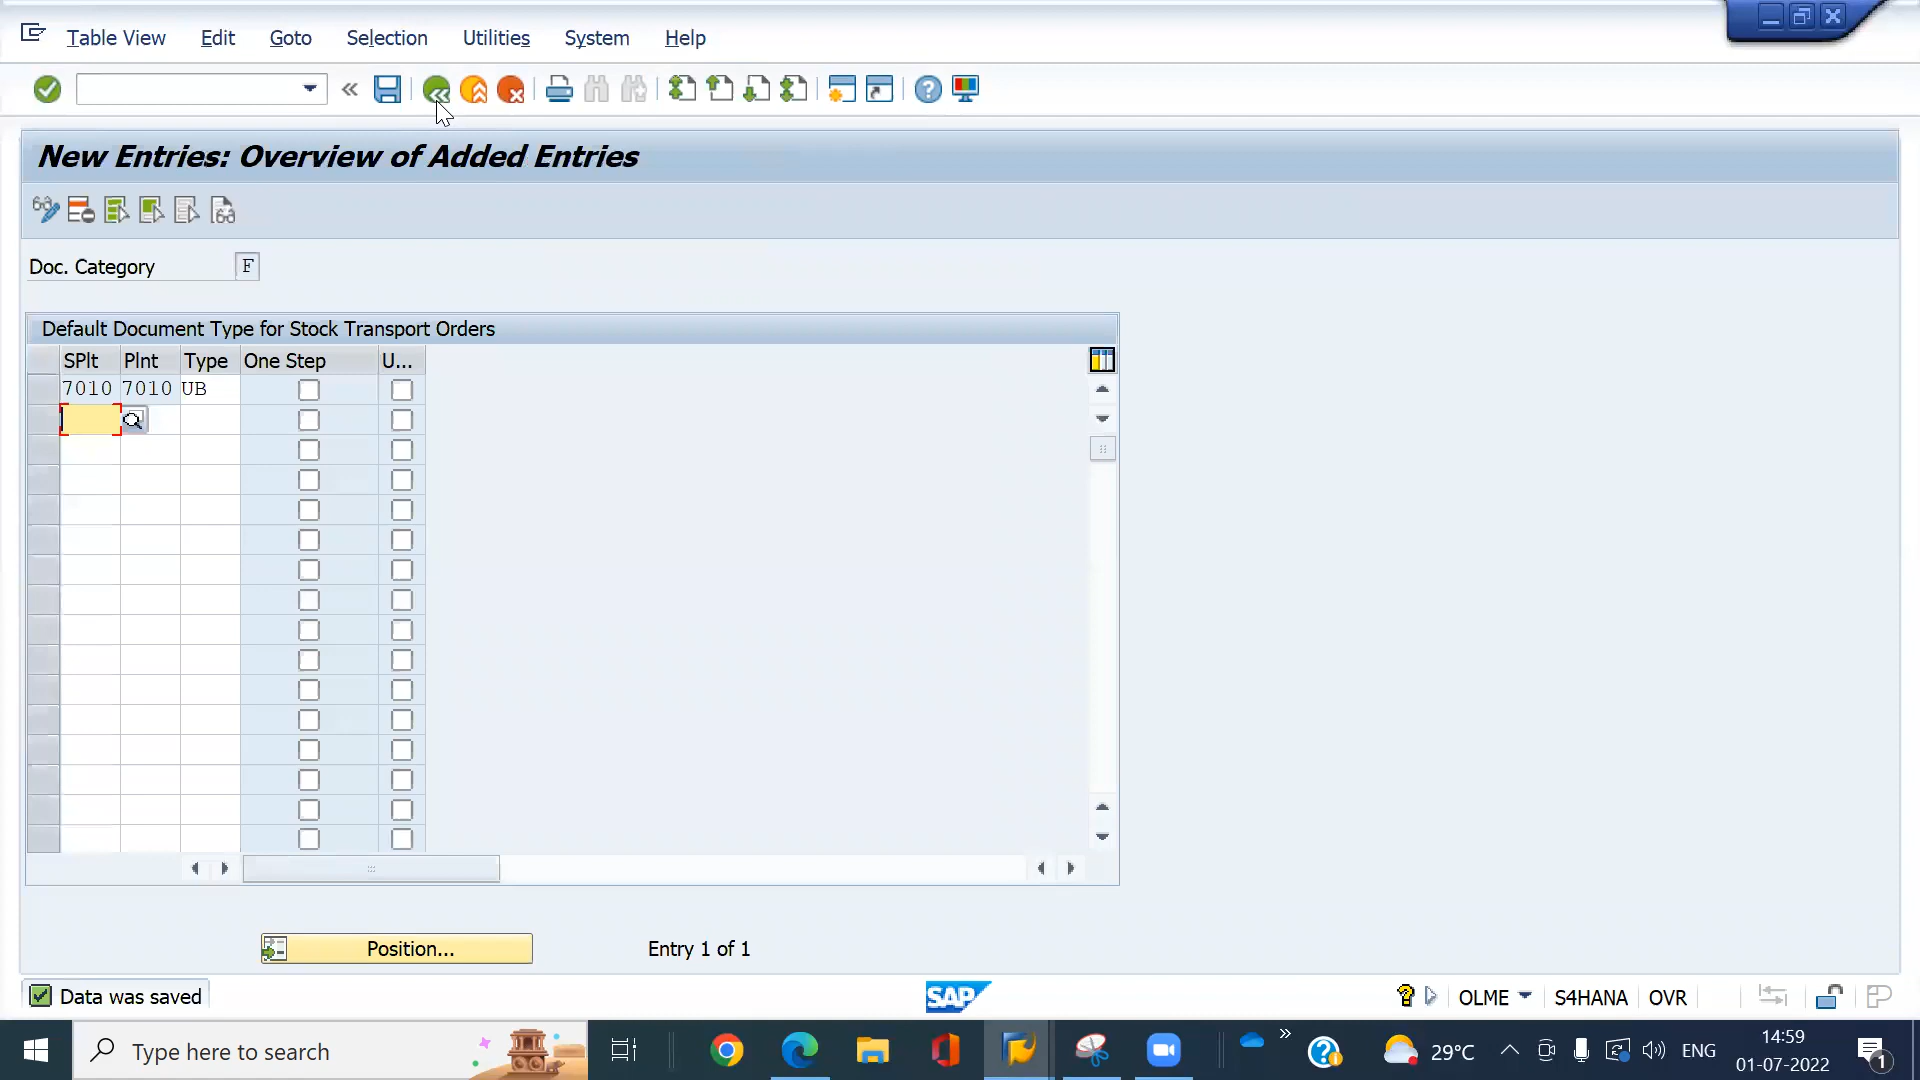 Table View Edit Goto Selection Utilities System Help
New Entries: Overview of Added Entries
Doc. Category F
Default Document Type for Stock Transport Orders
SPlt Plnt Type One Step U...
7010 7010 UB
Position... Entry 1 of 1
Data was saved SAP OLME S4HANA OVR
Type here to search 29°C ENG 14:59
01-07-2022 1